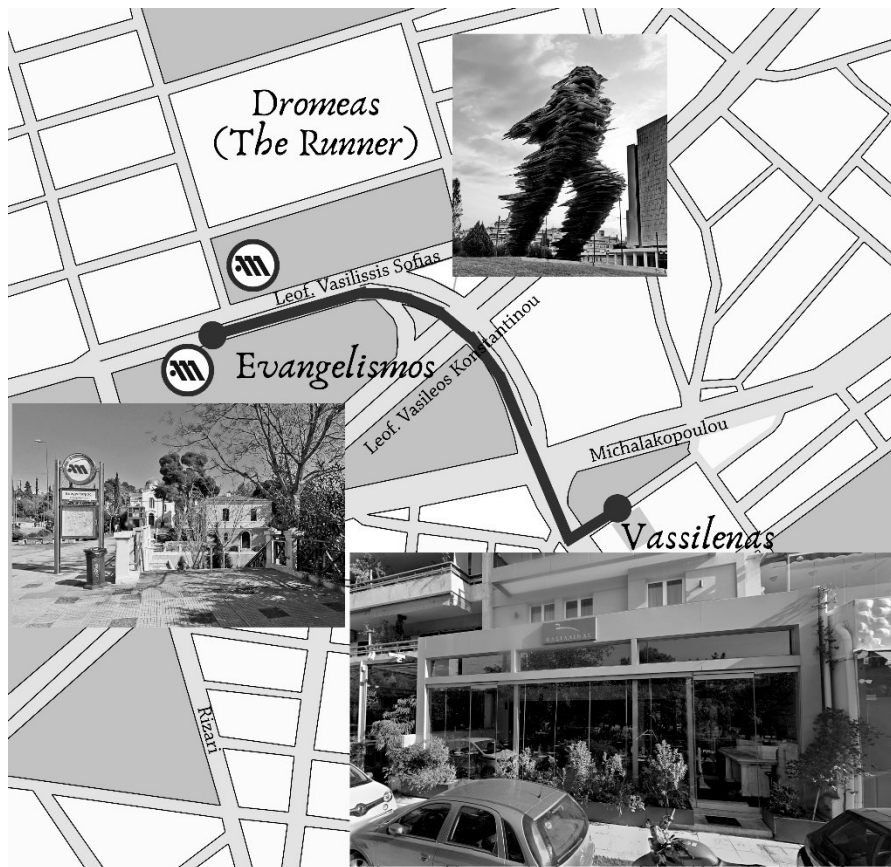 Dromeas
(The Runner)
Leof. Vasilissis Sofias
Evangelismos
Leof. Vasileos Konstantinou
Michalakopoulou
Vassilenas
Rizari